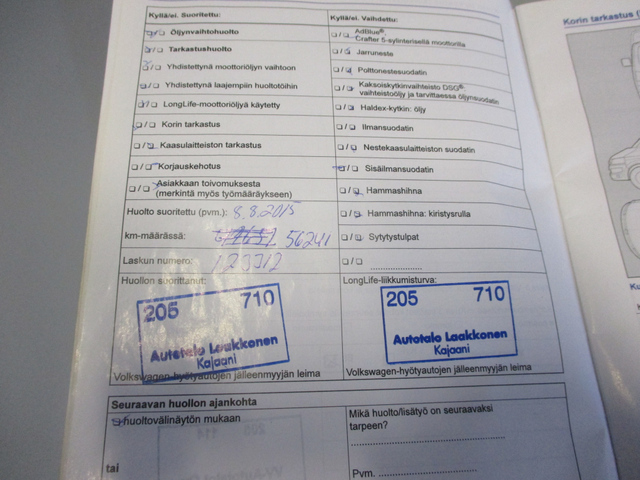 Kyllä/ei. Suoritettu:
Kyllä/ei. Vaihdettu:
Korin tarkastus
Öljynvaihtohuolto
AdBlue®,
Crafter 5-sylinterisellä moottorilla
Tarkastushuolto
Jarruneste
Yhdistettynä moottoriöljyn vaihtoon
Polttonestesuodatin
Yhdistettynä laajempiin huoltotöihin
Kaksoiskytkinvaihteisto DSG®:
vaihteistoöljy ja tarvittaessa öljynsuodatin
LongLife-moottoriöljyä käytetty
Haldex-kytkin: öljy
Korin tarkastus
Ilmansuodatin
Kaasulaitteiston tarkastus
Nestekaasulaitteiston suodatin
Korjauskehotus
Sisäilmansuodatin
Asiakkaan toivomuksesta
(merkintä myös työmääräykseen)
Hammashihna
Huolto suoritettu (pvm.): 8.8.2015
Hammashihna: kiristysrulla
km-määrässä: 56241
Sytytystulpat
Laskun numero: 123312
Huollon suorittanut:
LongLife-liikkumisturva:
205 710
Autotalo Laakkonen
Kajaani
205 710
Autotalo Laakkonen
Kajaani
Volkswagen-hyötyautojen jälleenmyyjän leima
Volkswagen-hyötyautojen jälleenmyyjän leima
Seuraavan huollon ajankohta
huoltovälinäytön mukaan
Mikä huolto/lisätyö on seuraavaksi
tarpeen?
tai
Pvm.